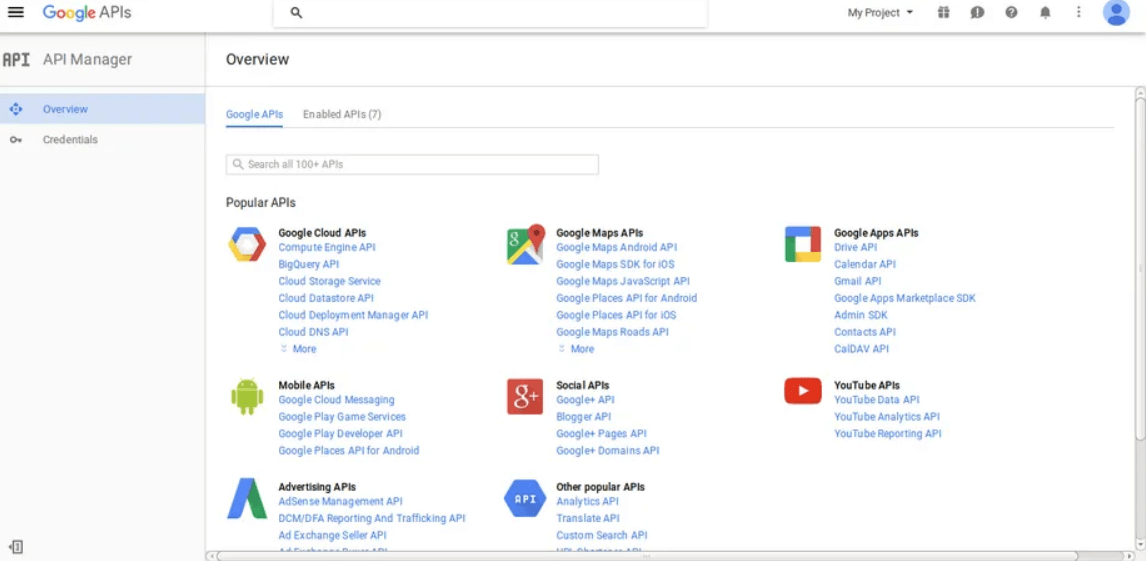 Google APIs
My Project
API API Manager
Overview
Overview
Credentials
Google APIs
Enabled APIs (7)
Search all 100+ APIs
Popular APIs
Google Cloud APIs
Compute Engine API
BigQuery API
Cloud Storage Service
Cloud Datastore API
Cloud Deployment Manager API
Cloud DNS API
More
Google Maps APIs
Google Maps Android API
Google Maps SDK for iOS
Google Maps JavaScript API
Google Places API for Android
Google Places API for iOS
Google Maps Roads API
More
Google Apps APIs
Drive API
Calendar API
Gmail API
Google Apps Marketplace SDK
Admin SDK
Contacts API
CalDAV API
Mobile APIs
Google Cloud Messaging
Google Play Game Services
Google Play Developer API
Google Places API for Android
Social APIs
Google+ API
Blogger API
Google+ Pages API
Google+ Domains API
YouTube APIs
YouTube Data API
YouTube Analytics API
YouTube Reporting API
Advertising APIs
AdSense Management API
DCM/DFA Reporting And Trafficking API
Ad Exchange Seller API
Ad Exchange Buyer API
API
Other popular APIs
Analytics API
Translate API
Custom Search API